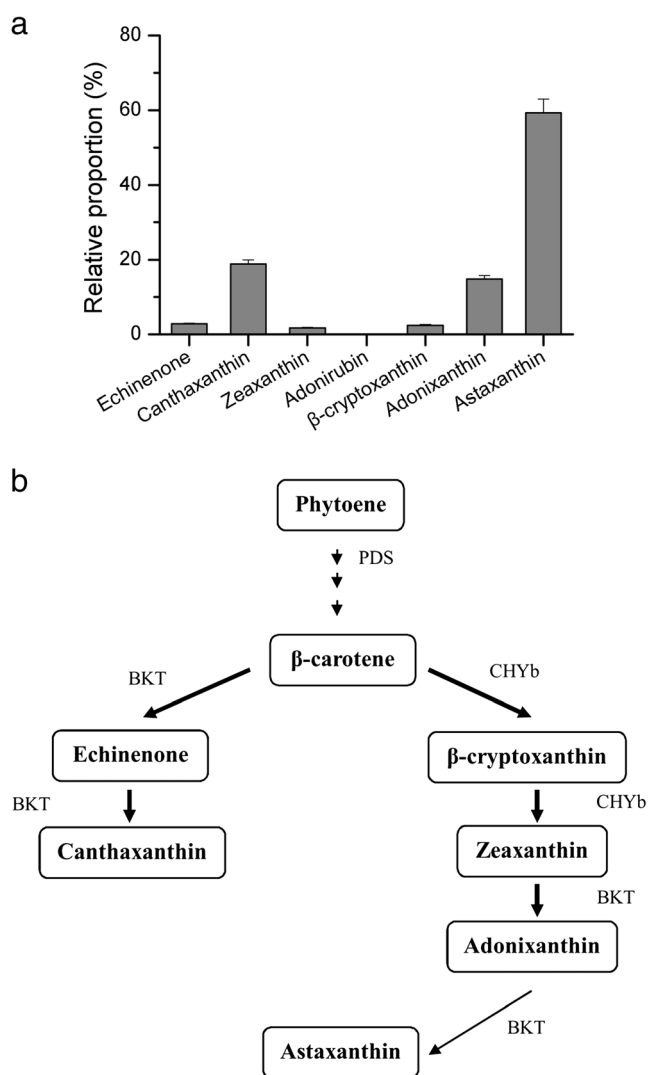 a
Relative proportion (%)
80
60
40
20
0
Echinenone
Canthaxanthin
Zeaxanthin
Adonirubin
β-cryptoxanthin
Adonixanthin
Astaxanthin
b
Phytoene
PDS
β-carotene
BKT
CHYb
Echinenone
β-cryptoxanthin
BKT
CHYb
Canthaxanthin
Zeaxanthin
BKT
Adonixanthin
BKT
Astaxanthin